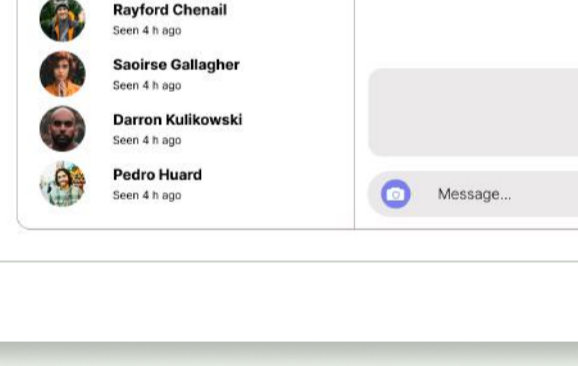 Rayford Chenail
Seen 4 h ago
Saoirse Gallagher
Seen 4 h ago
Darron Kulikowski
Seen 4 h ago
Pedro Huard
Seen 4 h ago
Message...